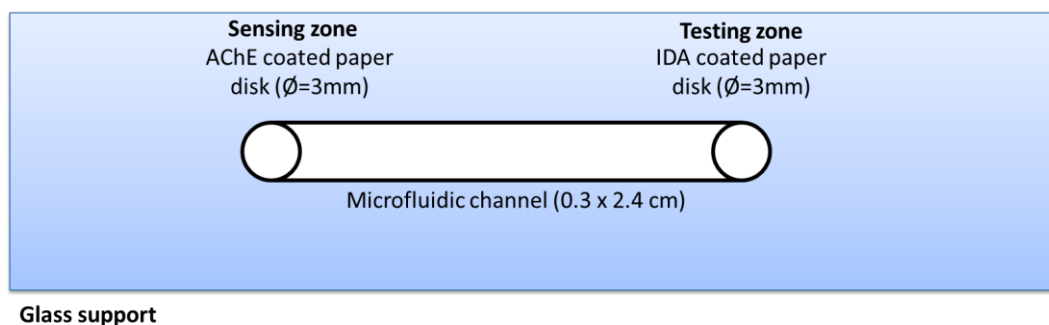 Sensing zone
AChE coated paper
disk (Ø=3mm)
Testing zone
IDA coated paper
disk (Ø=3mm)
Microfluidic channel (0.3 x 2.4 cm)
Glass support